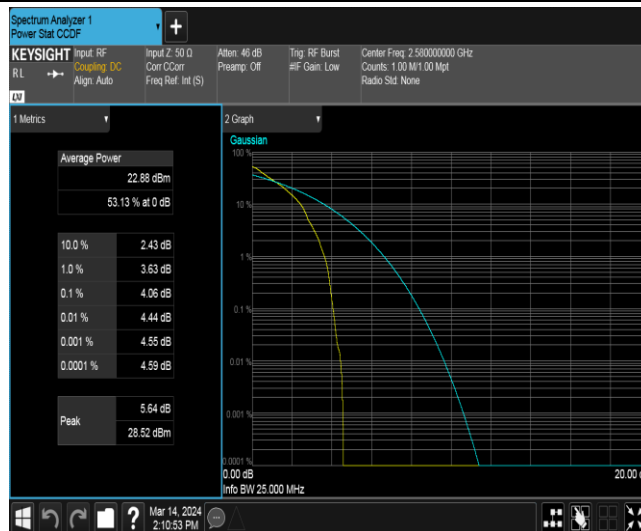 Spectrum Analyzer 1
Power Stat CCDF
+
KEYSIGHT
RL
Input: RF
Coupling: DC
Align: Auto
Input Z: 50 Ω
Corr CCorr
Freq Ref: Int (S)
Atten: 46 dB
Preamp: Off
Trig: RF Burst
#IF Gain: Low
Center Freq: 2.580000000 GHz
Counts: 1.00 M/1.00 Mpt
Radio Std: None
1 Metrics
Average Power
22.88 dBm
53.13 % at 0 dB
10.0 % 2.43 dB
1.0 % 3.63 dB
0.1 % 4.06 dB
0.01 % 4.44 dB
0.001 % 4.55 dB
0.0001 % 4.59 dB
Peak
5.64 dB
28.52 dBm
2 Graph
Gaussian
100 %
10 %
1 %
0.1 %
0.01 %
0.001 %
0.0001 %
0.00 dB
20.00
Info BW 25.000 MHz
?
Mar 14, 2024
2:10:53 PM